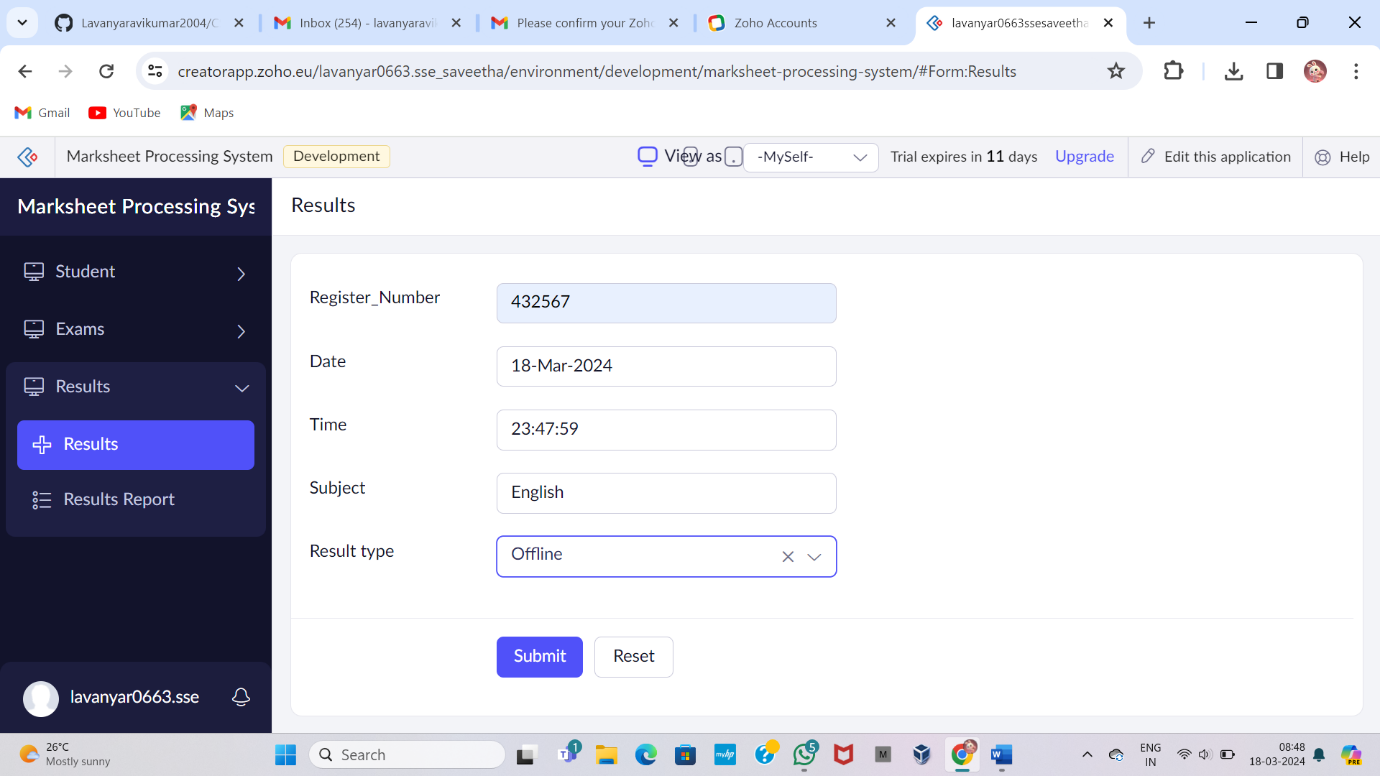 Lavanyaravikumar2004/C
Inbox (254) - lavanyaravi
Please confirm your Zoho
Zoho Accounts
lavanyar0663ssesaveetha
creatorapp.zoho.eu/lavanyar0663.sse_saveetha/environment/development/marksheet-processing-system/#Form:Results
Gmail
YouTube
Maps
Marksheet Processing System
Development
View as
-MySelf-
Trial expires in 11 days
Upgrade
Edit this application
Help
Marksheet Processing Sys
Student
Exams
Results
Results
Results Report
lavanyar0663.sse
Results
Register_Number
432567
Date
18-Mar-2024
Time
23:47:59
Subject
English
Result type
Offline
Submit
Reset
26°C
Mostly sunny
Search
1
myhp
5
M
W
ENG
IN
08:48
18-03-2024
PRE